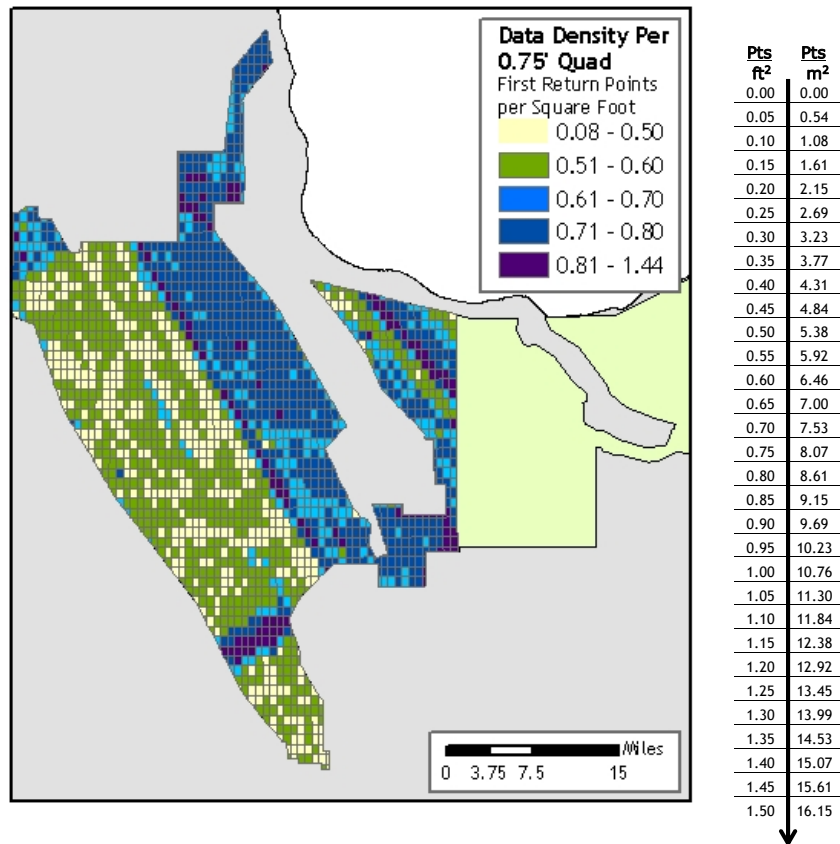 Data Density Per
0.75' Quad
First Return Points
per Square Foot
0.08 - 0.50
0.51 - 0.60
0.61 - 0.70
0.71 - 0.80
0.81 - 1.44
Miles
0 3.75 7.5 15
Pts Pts
ft² m²
0.00 0.00
0.05 0.54
0.10 1.08
0.15 1.61
0.20 2.15
0.25 2.69
0.30 3.23
0.35 3.77
0.40 4.31
0.45 4.84
0.50 5.38
0.55 5.92
0.60 6.46
0.65 7.00
0.70 7.53
0.75 8.07
0.80 8.61
0.85 9.15
0.90 9.69
0.95 10.23
1.00 10.76
1.05 11.30
1.10 11.84
1.15 12.38
1.20 12.92
1.25 13.45
1.30 13.99
1.35 14.53
1.40 15.07
1.45 15.61
1.50 16.15